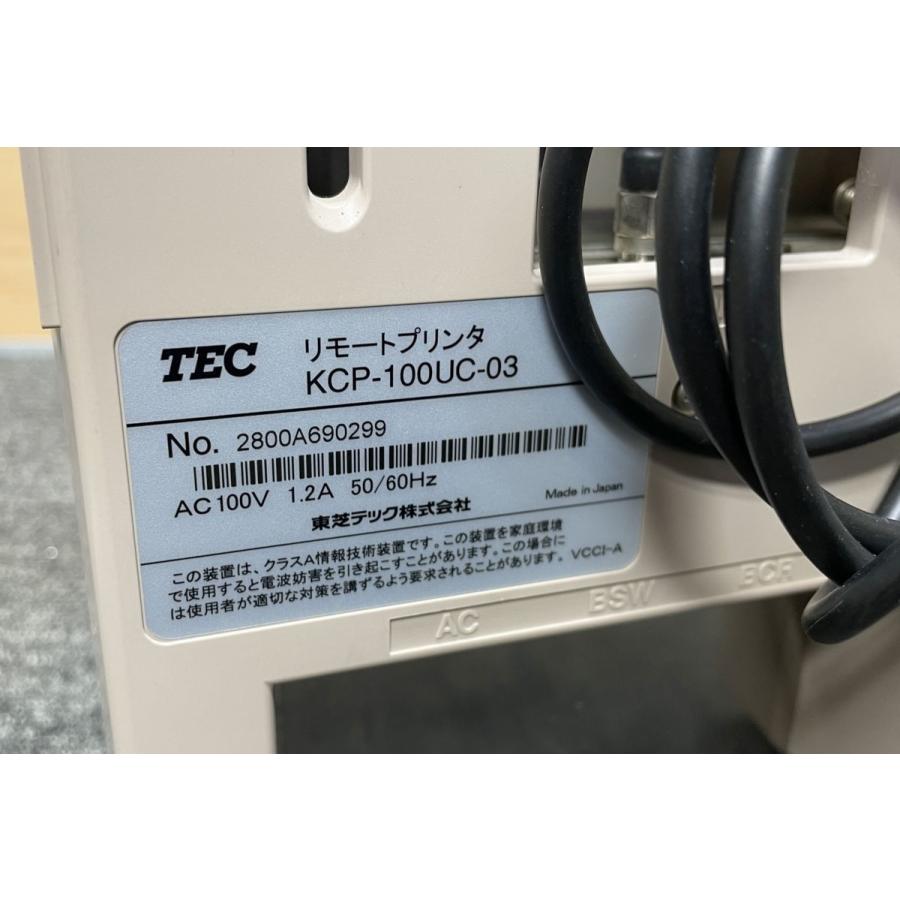 TEC リモートプリンタ
KCP-100UC-03
No. 2800A690299
AC100V 1.2A 50/60Hz
Made in Japan
東芝テック株式会社
この装置は、クラスA情報技術装置です。この装置を家庭環境
で使用すると電波妨害を引き起こすことがあります。この場合に
は使用者が適切な対策を講ずるよう要求されることがあります。 VCCI-A
AC BSW BCR